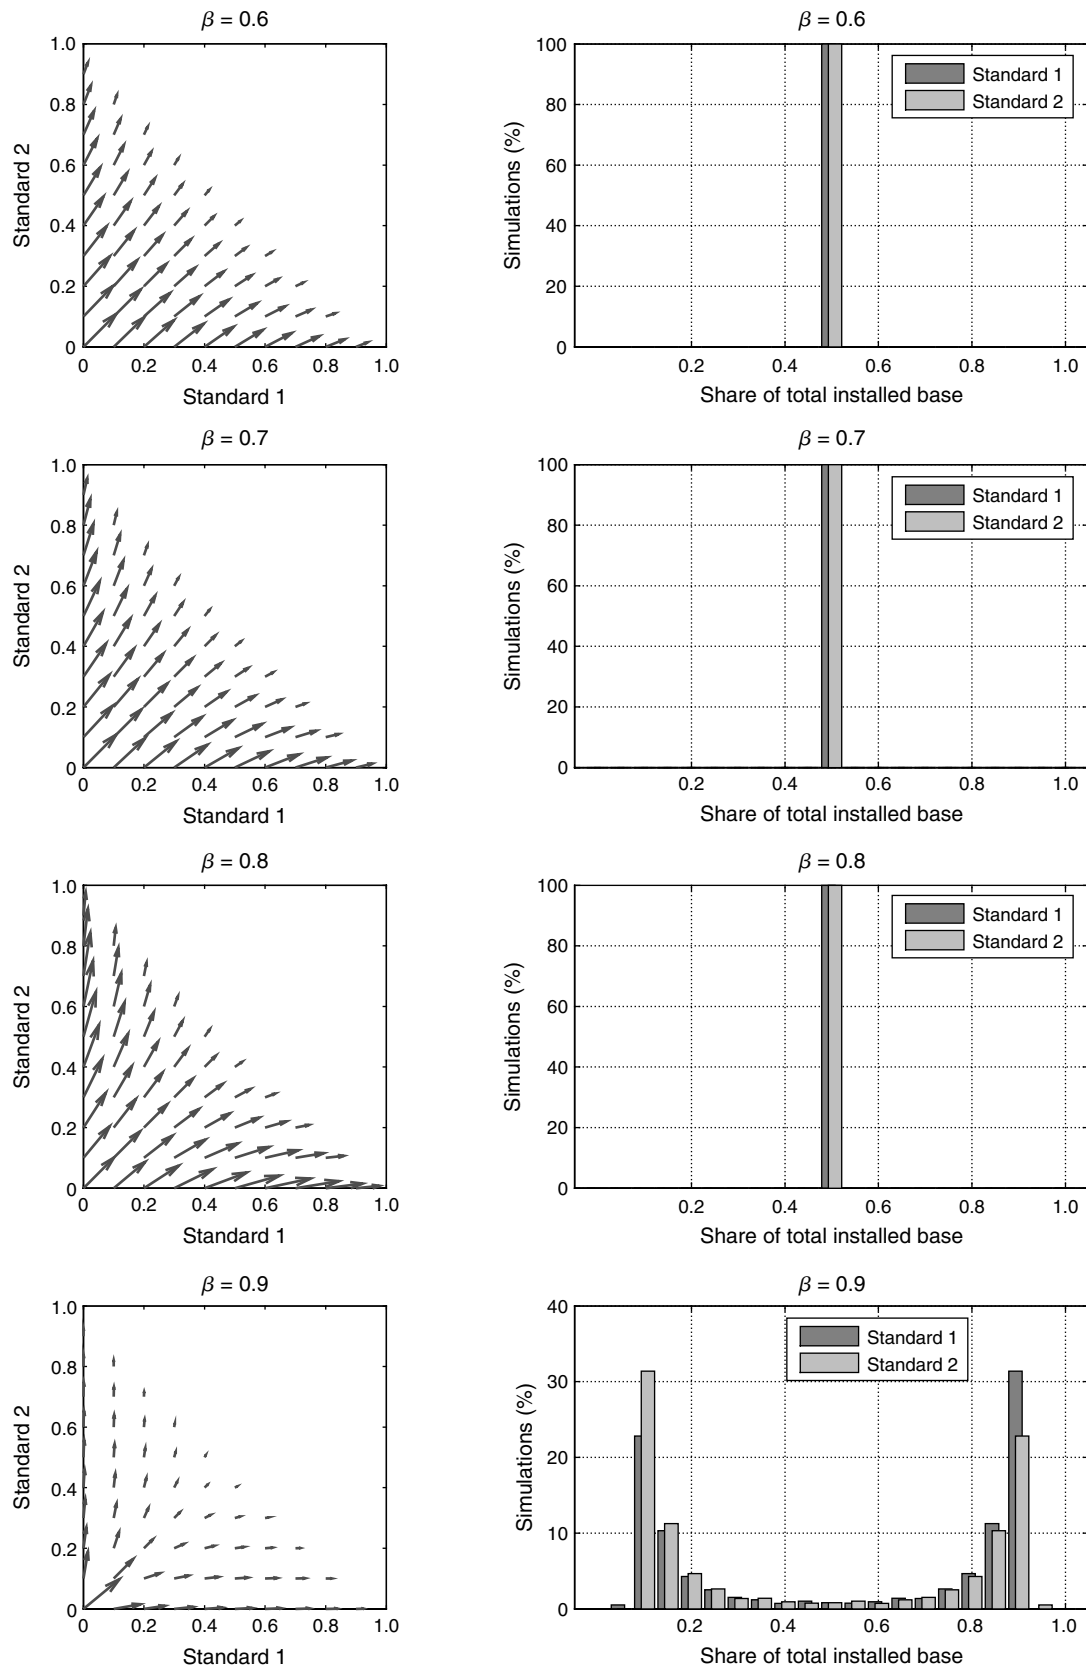 β = 0.6
1.0
0.8
0.6
0.4
0.2
0
Standard 2
0
0.2
0.4
0.6
0.8
1.0
Standard 1
β = 0.6
100
80
60
40
20
0
Simulations (%)
Standard 1
Standard 2
0.2
0.4
0.6
0.8
1.0
Share of total installed base
β = 0.7
1.0
0.8
0.6
0.4
0.2
0
Standard 2
0
0.2
0.4
0.6
0.8
1.0
Standard 1
β = 0.7
100
80
60
40
20
0
Simulations (%)
Standard 1
Standard 2
0.2
0.4
0.6
0.8
1.0
Share of total installed base
β = 0.8
1.0
0.8
0.6
0.4
0.2
0
Standard 2
0
0.2
0.4
0.6
0.8
1.0
Standard 1
β = 0.8
100
80
60
40
20
0
Simulations (%)
Standard 1
Standard 2
0.2
0.4
0.6
0.8
1.0
Share of total installed base
β = 0.9
1.0
0.8
0.6
0.4
0.2
0
Standard 2
0
0.2
0.4
0.6
0.8
1.0
Standard 1
β = 0.9
40
30
20
10
0
Simulations (%)
Standard 1
Standard 2
0.2
0.4
0.6
0.8
1.0
Share of total installed base